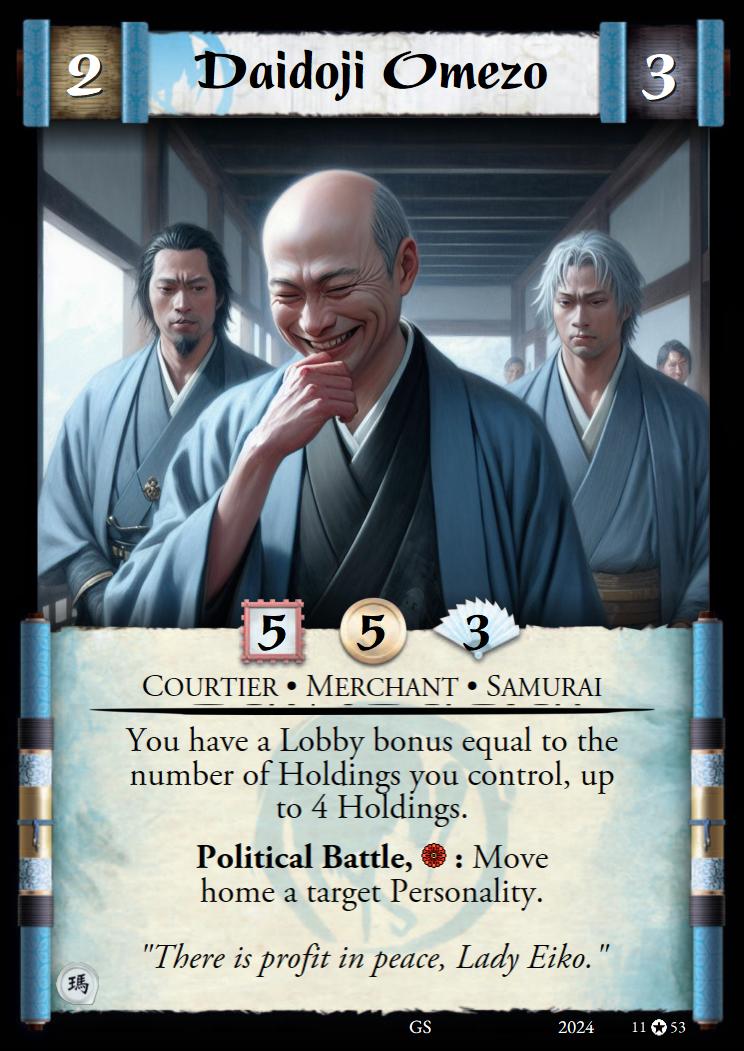 2 Daidoji Omezo 3
5 5 3
COURTIER • MERCHANT • SAMURAI
You have a Lobby bonus equal to the
number of Holdings you control, up
to 4 Holdings.
Political Battle, : Move
home a target Personality.
"There is profit in peace, Lady Eiko."
瑪
GS 2024 11 53